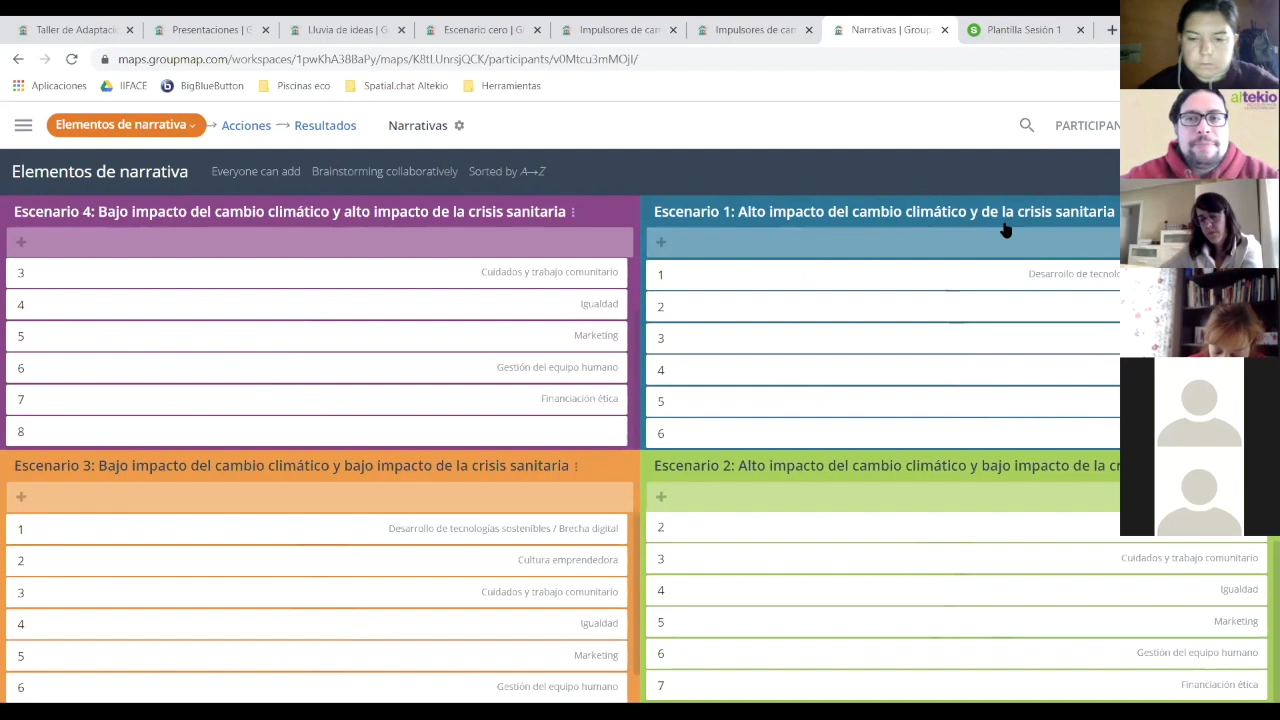 Taller de Adaptaci
Presentaciones | G
Lluvia de ideas | G
Escenario cero | G
Impulsores de cam
Impulsores de cam
Narrativas | Group
Plantilla Sesión 1
maps.groupmap.com/workspaces/1pwKhA38BaPy/maps/K8tLUnrsjQCK/participants/v0Mtcu3mMOjI/
Aplicaciones
IIFACE
BigBlueButton
Piscinas eco
Spatial.chat Altekio
Herramientas
altekio
Elementos de narrativa
Acciones
Resultados
Narrativas
PARTICIPAN
Elementos de narrativa
Everyone can add
Brainstorming collaboratively
Sorted by A→Z
Escenario 4: Bajo impacto del cambio climático y alto impacto de la crisis sanitaria
+
3 Cuidados y trabajo comunitario
4 Igualdad
5 Marketing
6 Gestión del equipo humano
7 Financiación ética
8
Escenario 1: Alto impacto del cambio climático y de la crisis sanitaria
+
1 Desarrollo de tecnolo
2
3
4
5
6
Escenario 3: Bajo impacto del cambio climático y bajo impacto de la crisis sanitaria
+
1 Desarrollo de tecnologías sostenibles / Brecha digital
2 Cultura emprendedora
3 Cuidados y trabajo comunitario
4 Igualdad
5 Marketing
6 Gestión del equipo humano
Escenario 2: Alto impacto del cambio climático y bajo impacto de la cr
+
2
3 Cuidados y trabajo comunitario
4 Igualdad
5 Marketing
6 Gestión del equipo humano
7 Financiación ética